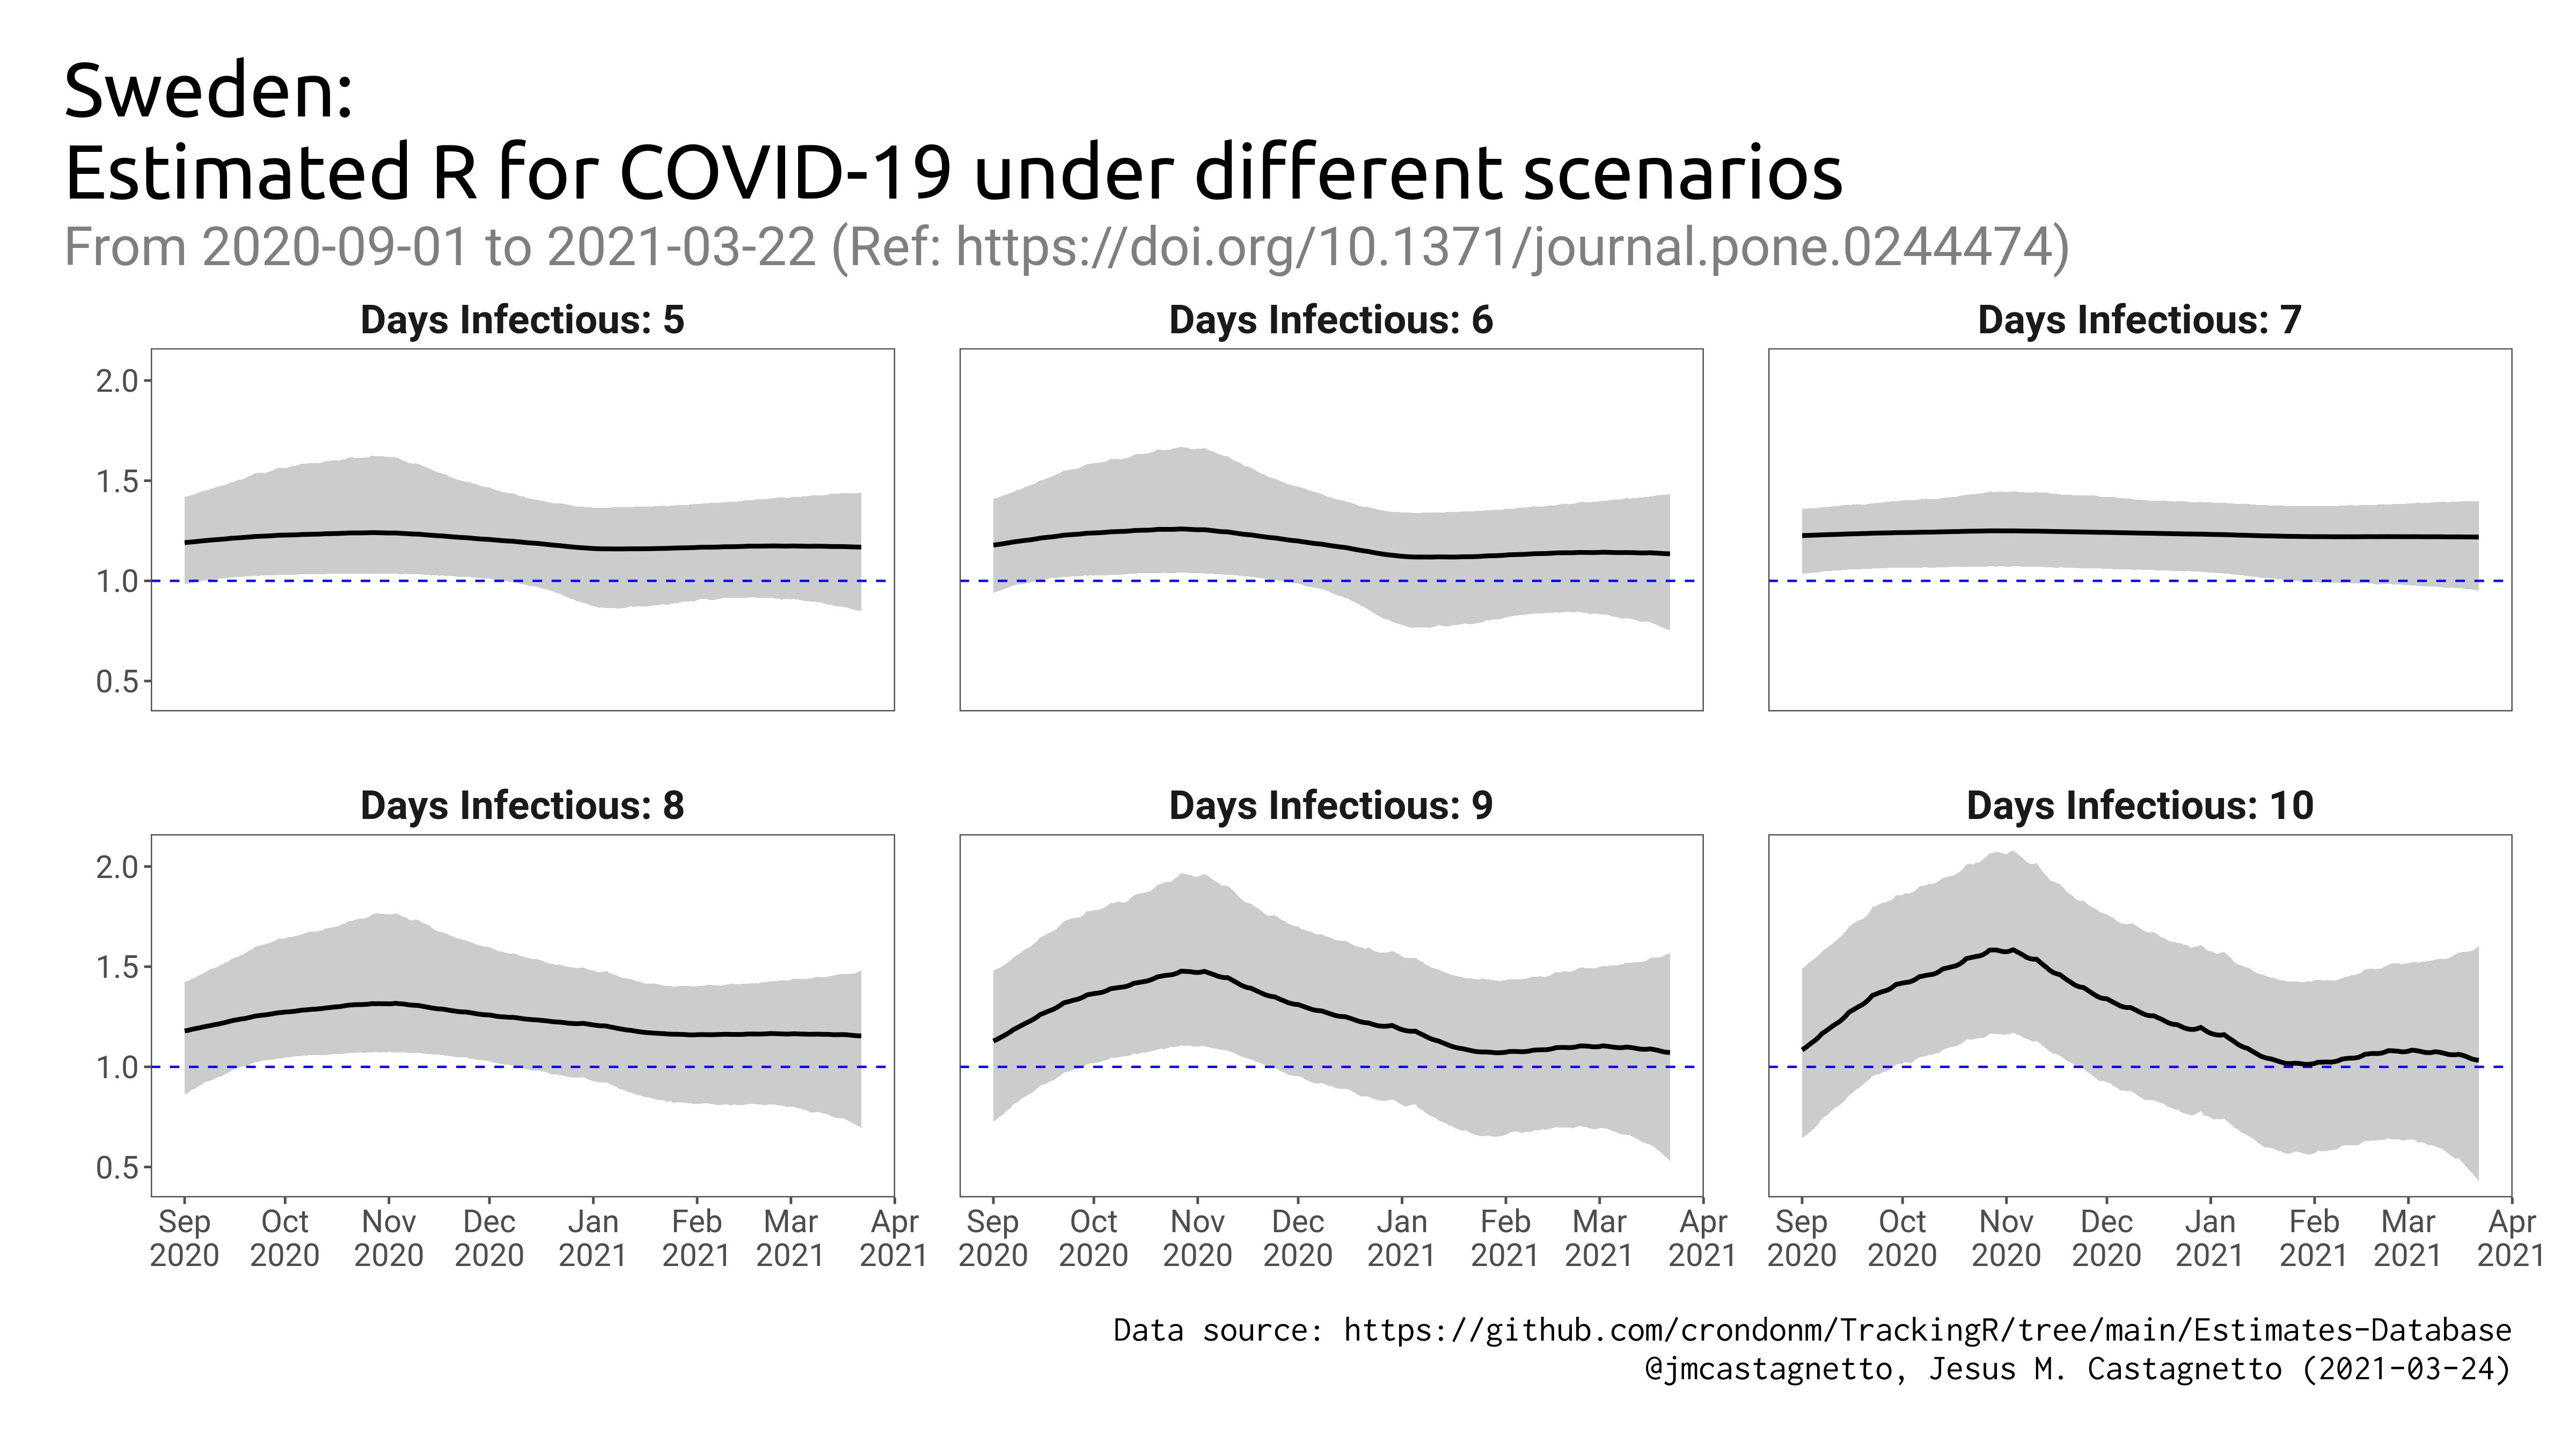 Sweden:
Estimated R for COVID-19 under different scenarios
From 2020-09-01 to 2021-03-22 (Ref: https://doi.org/10.1371/journal.pone.0244474)
Days Infectious: 5
Days Infectious: 6
Days Infectious: 7
2.0
1.5
1.0
0.5
Days Infectious: 8
Days Infectious: 9
Days Infectious: 10
2.0
1.5
1.0
0.5
Sep Oct Nov Dec Jan Feb Mar Apr
2020 2020 2020 2020 2021 2021 2021 2021
Sep Oct Nov Dec Jan Feb Mar Apr
2020 2020 2020 2020 2021 2021 2021 2021
Sep Oct Nov Dec Jan Feb Mar Apr
2020 2020 2020 2020 2021 2021 2021 2021
Data source: https://github.com/crondonm/TrackingR/tree/main/Estimates-Database
@jmcastagnetto, Jesus M. Castagnetto (2021-03-24)